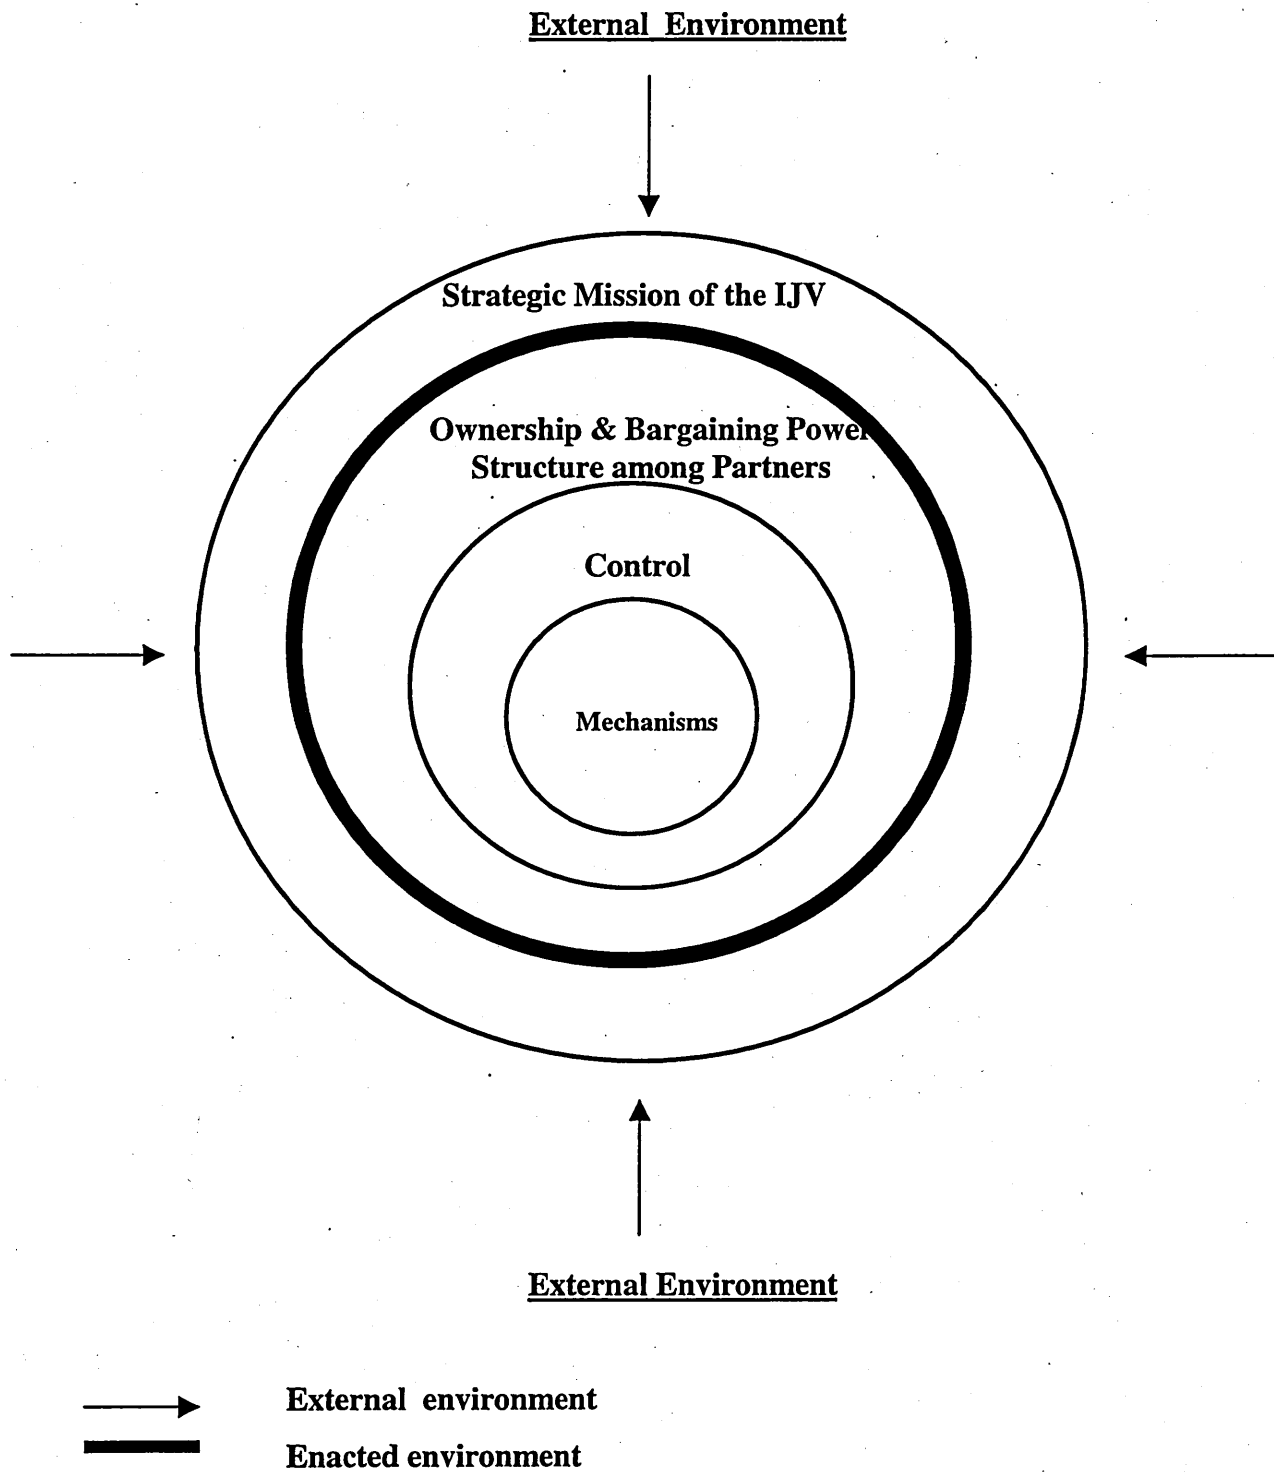 External Environment
Strategic Mission of the IJV
Ownership & Bargaining Power
Structure among Partners
Control
Mechanisms
External Environment
External environment
Enacted environment